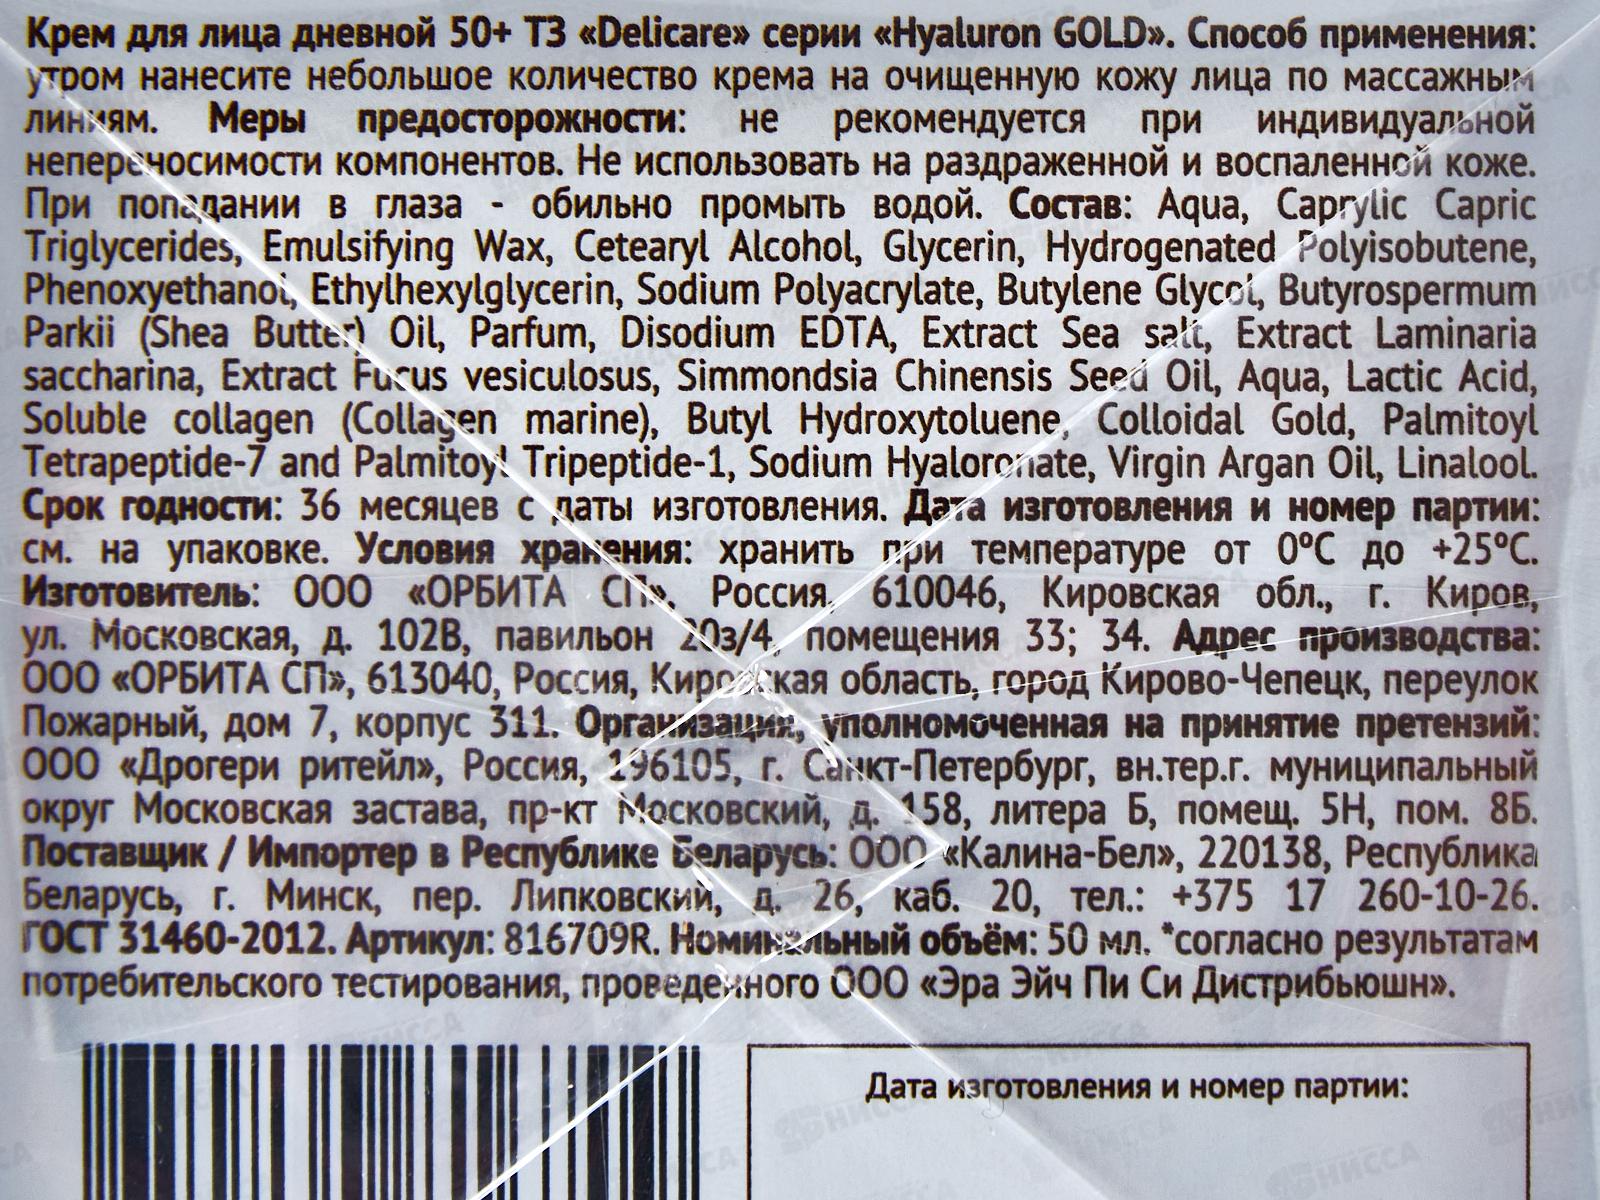 Крем для лица дневной 50+ ТЗ «Delicare» серии «Hyaluron GOLD». Способ применения:
утром нанесите небольшое количество крема на очищенную кожу лица по массажным
линиям. Меры предосторожности: не рекомендуется при индивидуальной
непереносимости компонентов. Не использовать на раздраженной и воспаленной коже.
При попадании в глаза - обильно промыть водой. Состав: Aqua, Caprylic Capric
Triglycerides, Emulsifying Wax, Cetearyl Alcohol, Glycerin, Hydrogenated Polyisobutene,
Phenoxyethanol, Ethylhexylglycerin, Sodium Polyacrylate, Butylene Glycol, Butyrospermum
Parkii (Shea Butter) Oil, Parfum, Disodium EDTA, Extract Sea salt, Extract Laminaria
saccharina, Extract Fucus vesiculosus, Simmondsia Chinensis Seed Oil, Aqua, Lactic Acid,
Soluble collagen (Collagen marine), Butyl Hydroxytoluene, Colloidal Gold, Palmitoyl
Tetrapeptide-7 and Palmitoyl Tripeptide-1, Sodium Hyaloronate, Virgin Argan Oil, Linalool.
Срок годности: 36 месяцев с даты изготовления. Дата изготовления и номер партии:
см. на упаковке. Условия хранения: хранить при температуре от 0°С до +25°С.
Изготовитель: ООО «ОРБИТА СП», Россия, 610046, Кировская обл., г. Киров,
ул. Московская, д. 102В, павильон 20з/4, помещения 33; 34. Адрес производства:
ООО «ОРБИТА СП», 613040, Россия, Кировская область, город Кирово-Чепецк, переулок
Пожарный, дом 7, корпус 311. Организация, уполномоченная на принятие претензий:
ООО «Дрогери ритейл», Россия, 196105, г. Санкт-Петербург, вн.тер.г. муниципальный
округ Московская застава, пр-кт Московский, д. 158, литера Б, помещ. 5Н, пом. 8Б.
Поставщик / Импортер в Республике Беларусь: ООО «Калина-Бел», 220138, Республика
Беларусь, г. Минск, пер. Липковский, д. 26, каб. 20, тел.: +375 17 260-10-26.
ГОСТ 31460-2012. Артикул: 816709R. Номинальный объём: 50 мл. *согласно результатам
потребительского тестирования, проведенного ООО «Эра Эйч Пи Си Дистрибьюшн».
Дата изготовления и номер партии:
НИССА
НИССА
НИССА